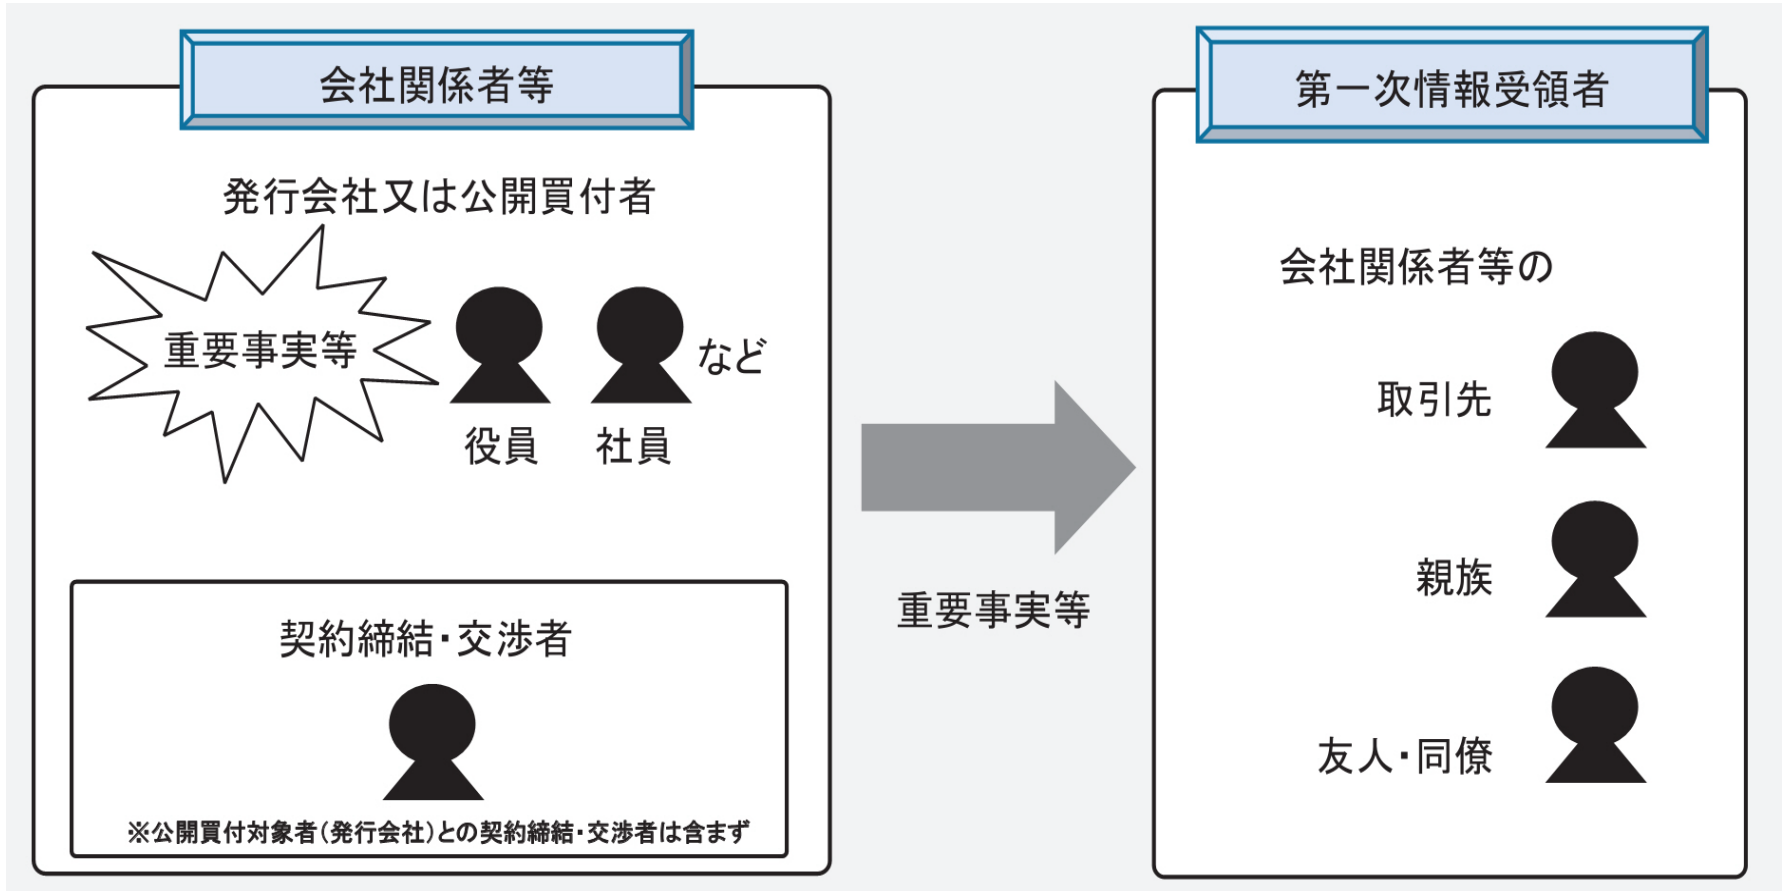 会社関係者等
発行会社又は公開買付者
重要事実等
など
役員
社員
契約締結・交渉者
※公開買付対象者（発行会社）との契約締結・交渉者は含まず
重要事実等
第一次情報受領者
会社関係者等の
取引先
親族
友人・同僚